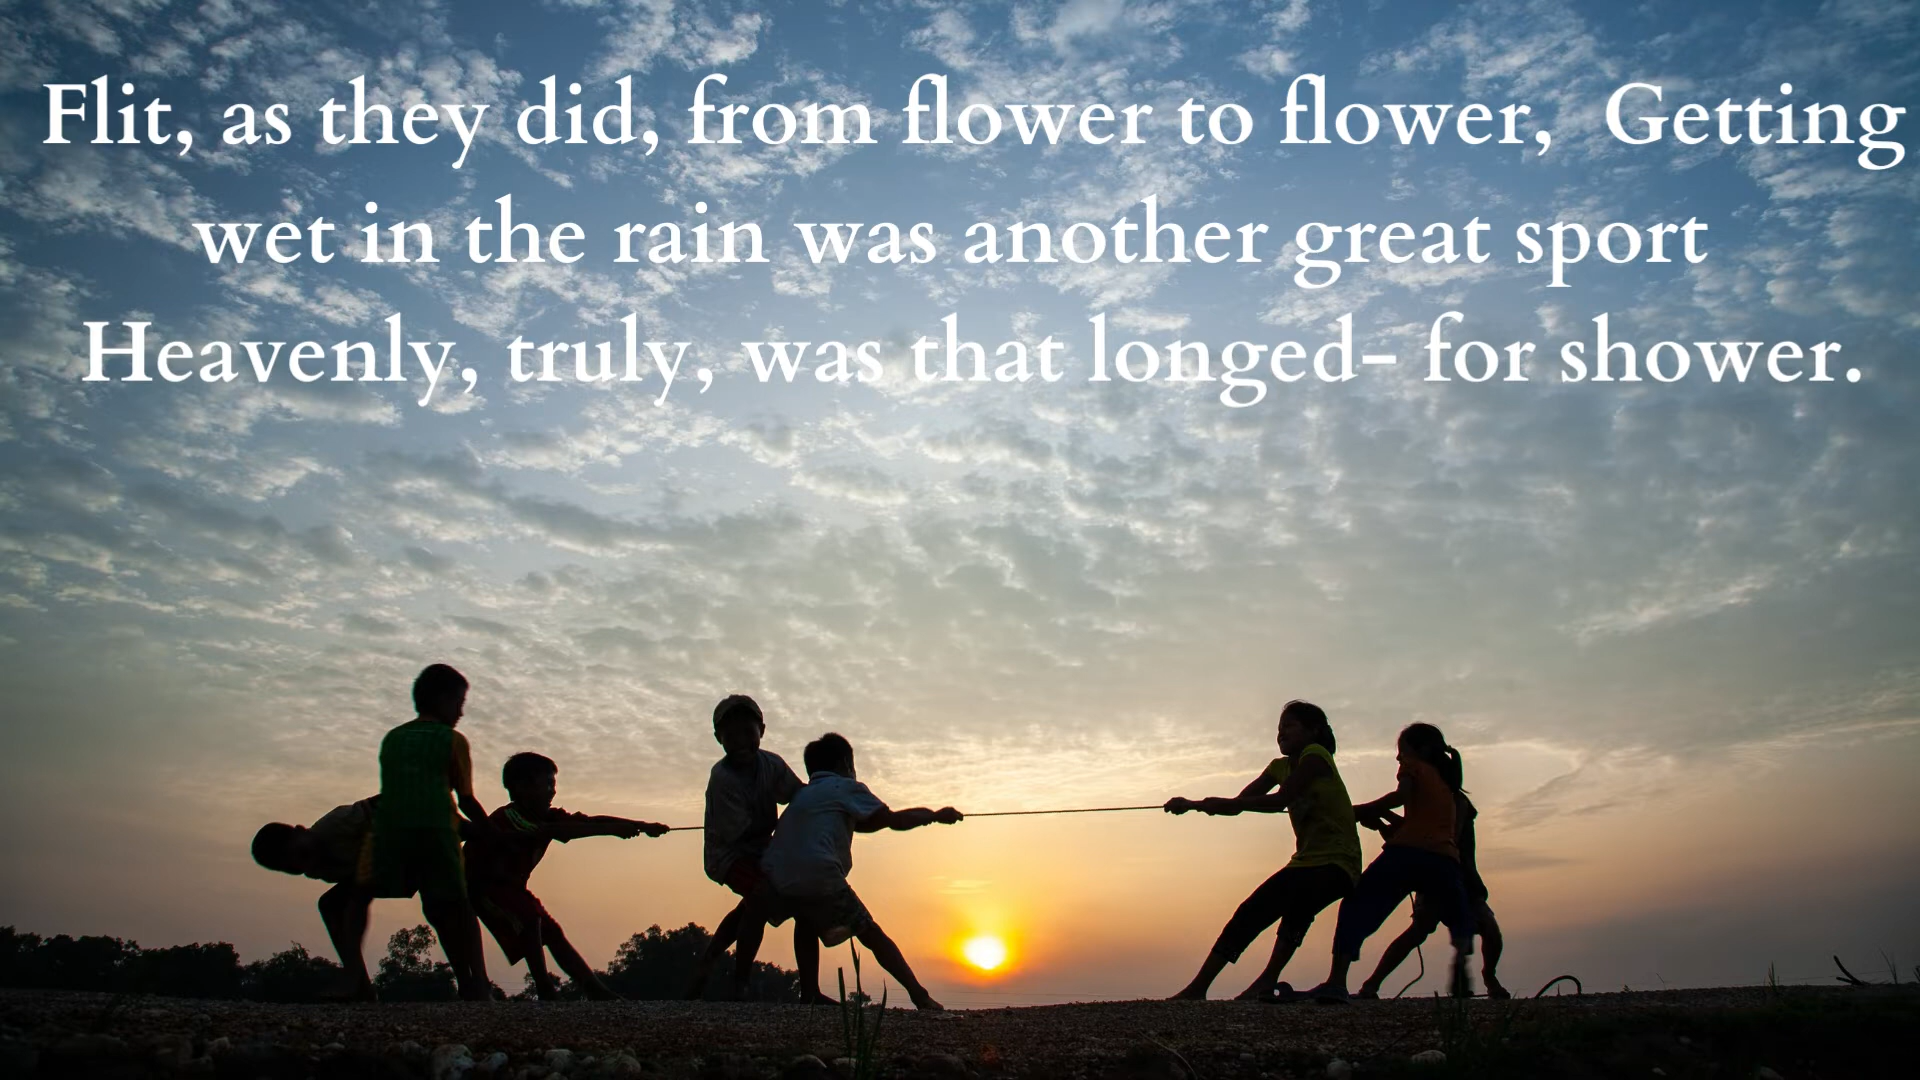 Flit, as they did, from flower to flower,  Getting
wet in the rain was another great sport
Heavenly, truly, was that longed- for shower.